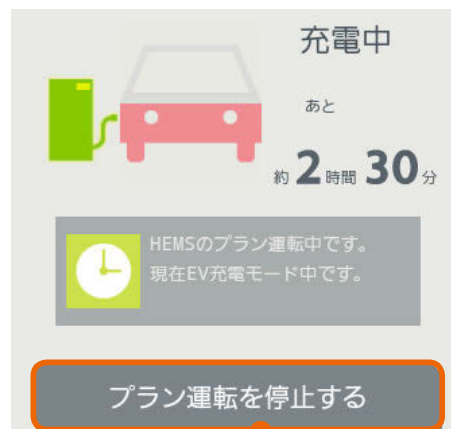 充電中
あと
約2時間30分
HEMSのプラン運転中です。
現在EV充電モード中です。
プラン運転を停止する